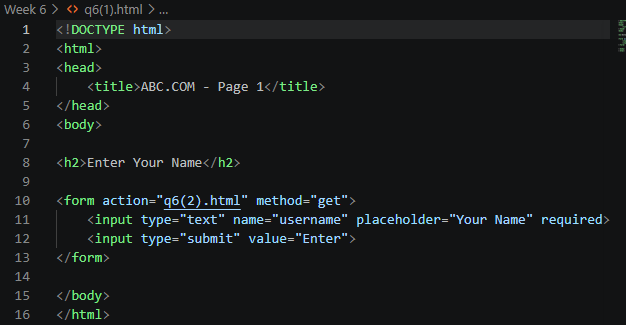 Week 6 > <> q6(1).html > ...
1 <!DOCTYPE html>
2 <html>
3 <head>
4     <title>ABC.COM - Page 1</title>
5 </head>
6 <body>
7
8 <h2>Enter Your Name</h2>
9
10 <form action="q6(2).html" method="get">
11     <input type="text" name="username" placeholder="Your Name" required>
12     <input type="submit" value="Enter">
13 </form>
14
15 </body>
16 </html>